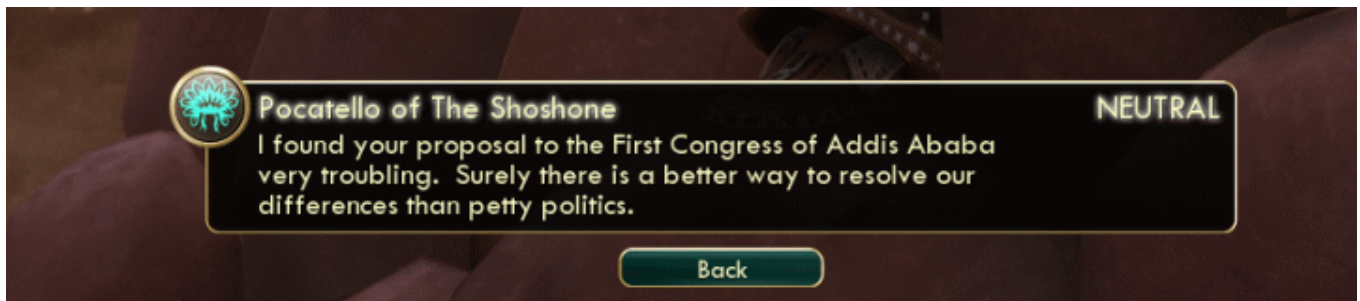 Pocatello of The Shoshone
NEUTRAL
I found your proposal to the First Congress of Addis Ababa
very troubling.  Surely there is a better way to resolve our
differences than petty politics.
Back